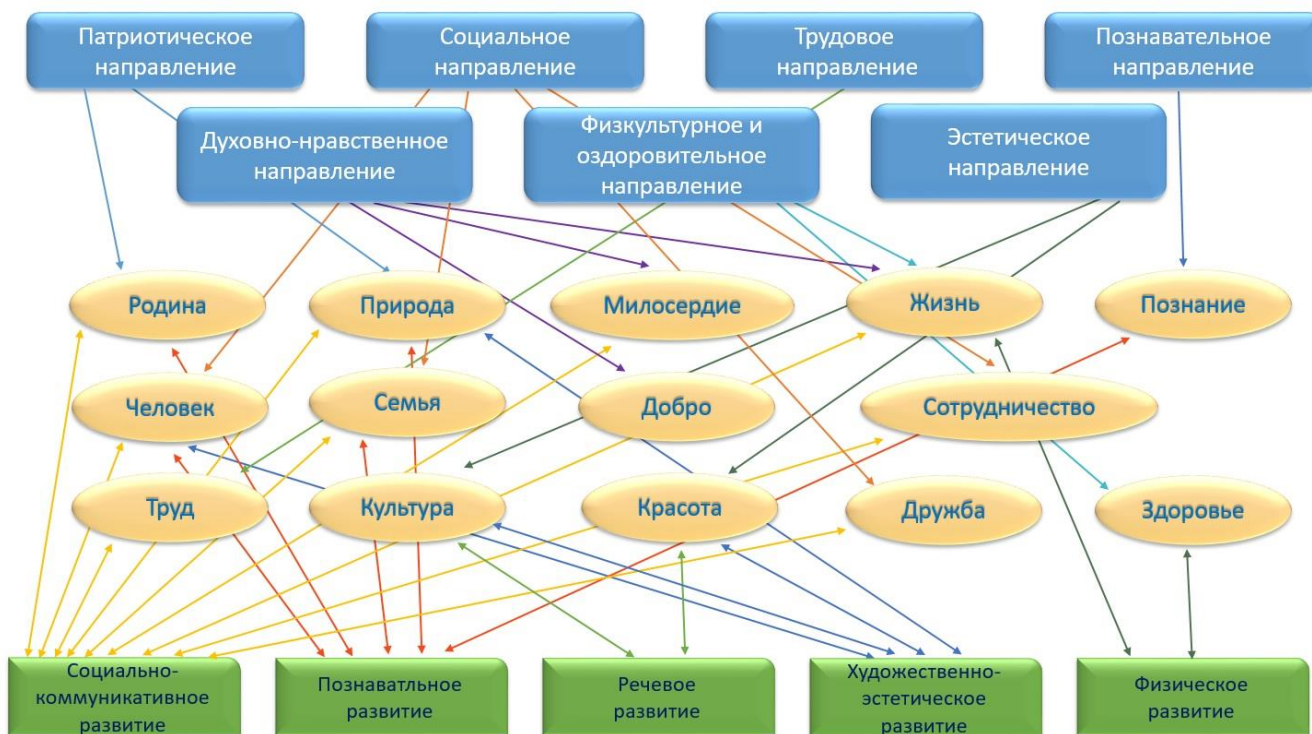 Патриотическое
направление
Социальное
направление
Трудовое
направление
Познавательное
направление
Духовно-нравственное
направление
Физкультурное и
оздоровительное
направление
Эстетическое
направление
Родина
Природа
Милосердие
Жизнь
Познание
Человек
Семья
Добро
Сотрудничество
Труд
Культура
Красота
Дружба
Здоровье
Социально-
коммуникативное
развитие
Познаватльное
развитие
Речевое
развитие
Художественно-
эстетическое
развитие
Физическое
развитие